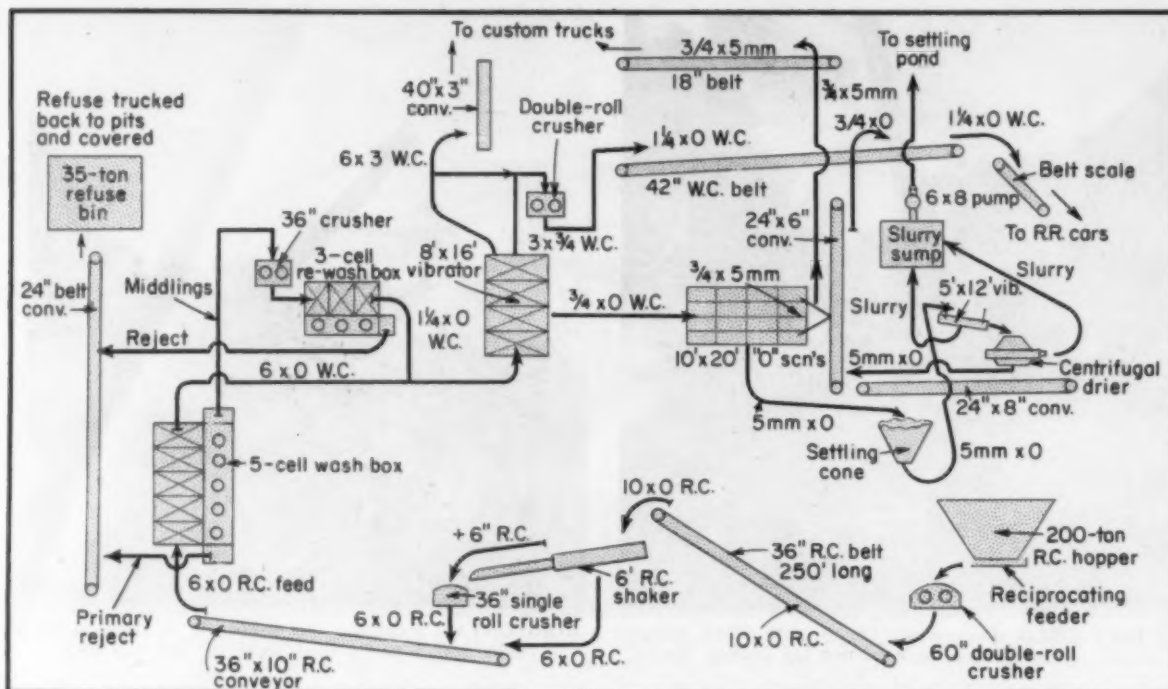 To custom trucks
3/4 x 5mm
18" belt
To settling
pond
3/4 x 5mm
3/4 x 0
1 1/4 x 0 W.C.
Refuse trucked
back to pits
and covered
35-ton
refuse
bin
40' x 3"
conv.
Double-roll
crusher
6 x 3 W.C.
1 1/4 x 0 W.C.
42" W.C. belt
Belt scale
6 x 8 pump
To R.R. cars
36" crusher
3-cell
re-wash box
8' x 16'
vibrator
3 x 3/4 W.C.
24" x 6"
conv.
Slurry
sump
Slurry
Slurry
5' x 12' vib.
24" belt
conv.
Middlings
Reject
1 1/4 x 0
W.C.
3/4 x 0 W.C.
3/4 x 5mm
10' x 20' "O" scn's
5mm x 0
Centrifugal
drier
6 x 0 W.C.
24" x 8" conv.
5mm x 0
5mm x 0
Settling
cone
5-cell wash box
10 x 0 R.C.
+6" R.C.
36" R.C. belt
250' long
200-ton
R.C. hopper
6' R.C.
shaker
6 x 0 R.C. feed
36" single
roll crusher
Reciprocating
feeder
Primary
reject
6 x 0 R.C.
6 x 0 R.C.
10 x 0 R.C.
60" double-roll
crusher
36" x 10" R.C.
conveyor